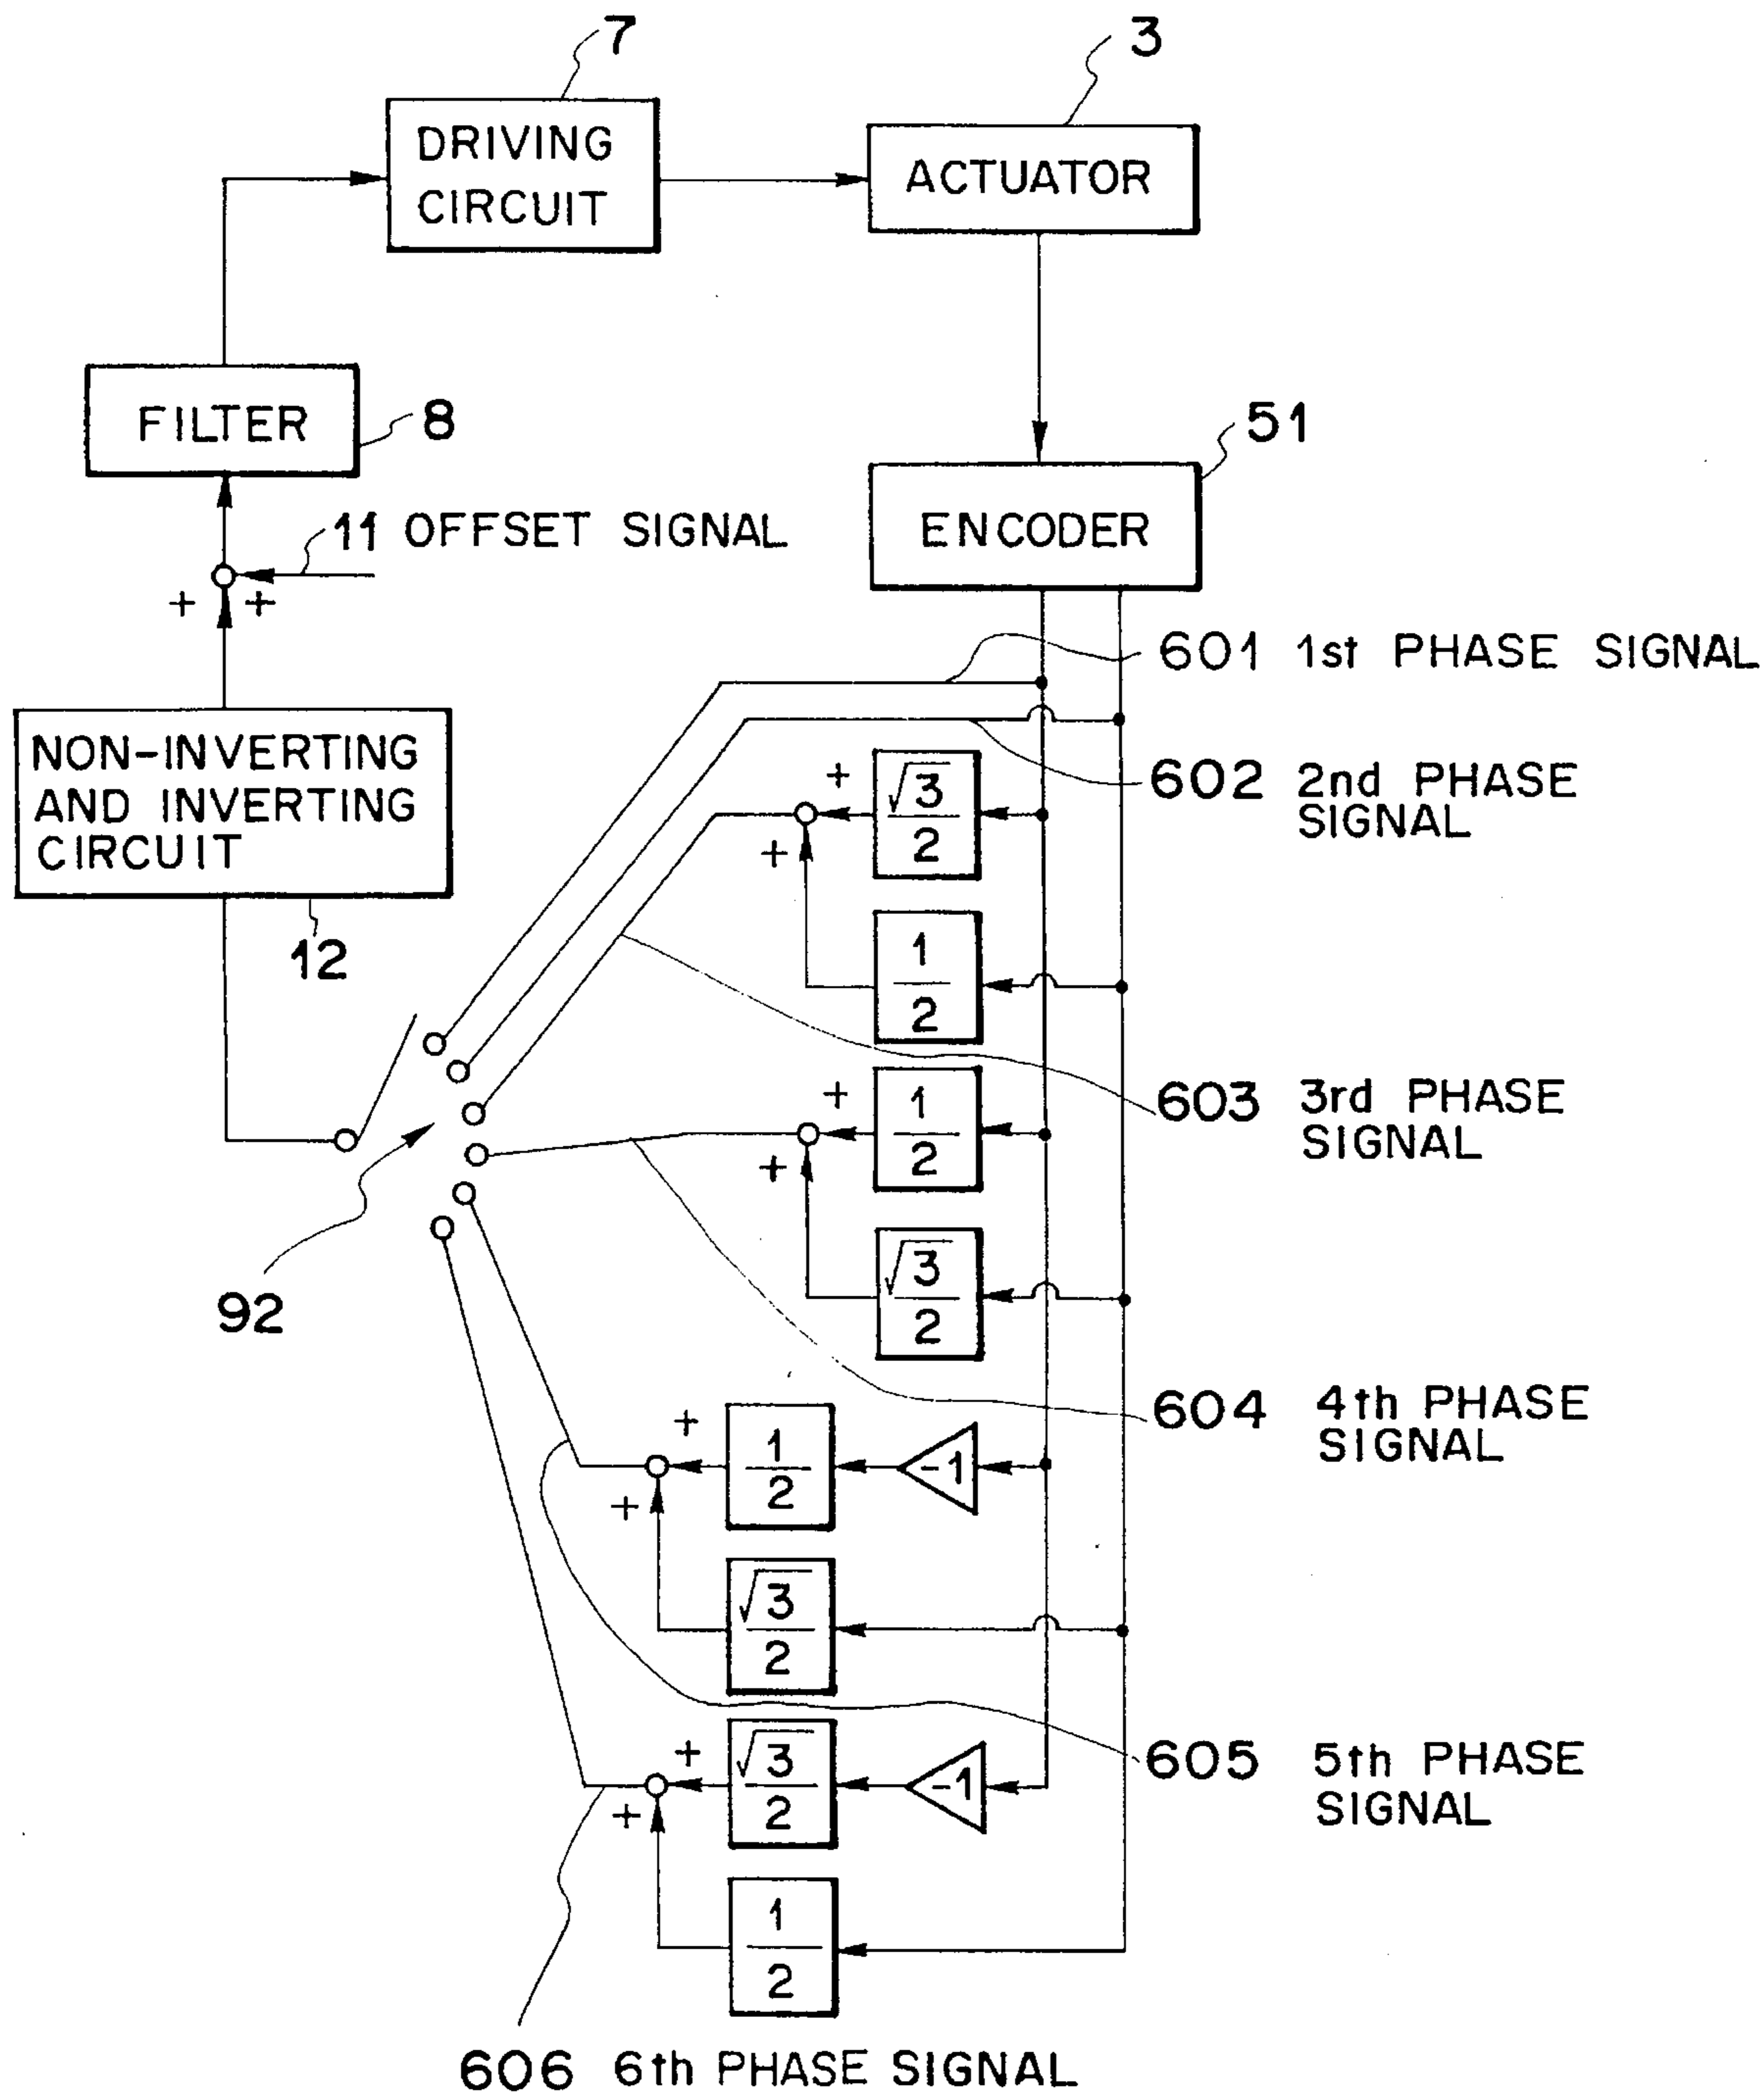 7
3
DRIVING
CIRCUIT
ACTUATOR
FILTER
8
51
ENCODER
11 OFFSET SIGNAL
+ +
601 1st PHASE SIGNAL
NON-INVERTING
AND INVERTING
CIRCUIT
12
602 2nd PHASE
SIGNAL
+
√3
2
+
1
2
603 3rd PHASE
SIGNAL
+
1
2
+
√3
2
92
604 4th PHASE
SIGNAL
+
1
2
-1
+
√3
2
605 5th PHASE
SIGNAL
+
√3
2
-1
+
1
2
606 6th PHASE SIGNAL